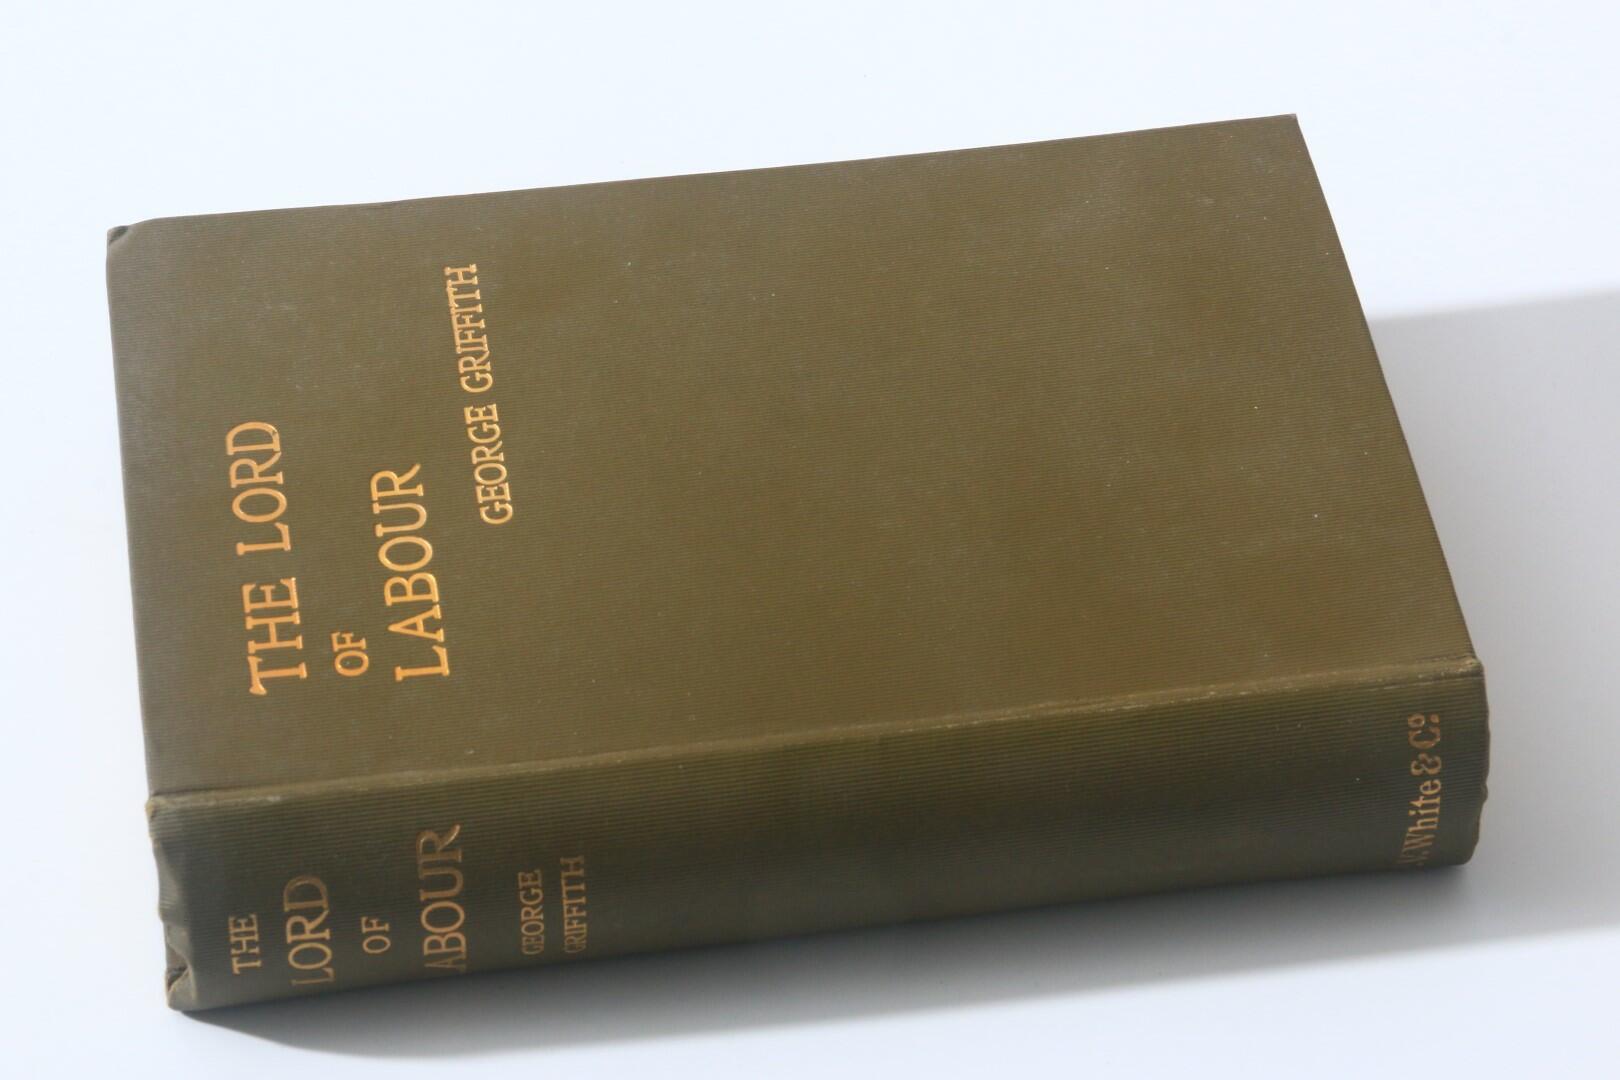 THE LORD
OF
LABOUR
GEORGE GRIFFITH
THE
LORD
OF
LABOUR
GEORGE
GRIFFITH
White & Co.